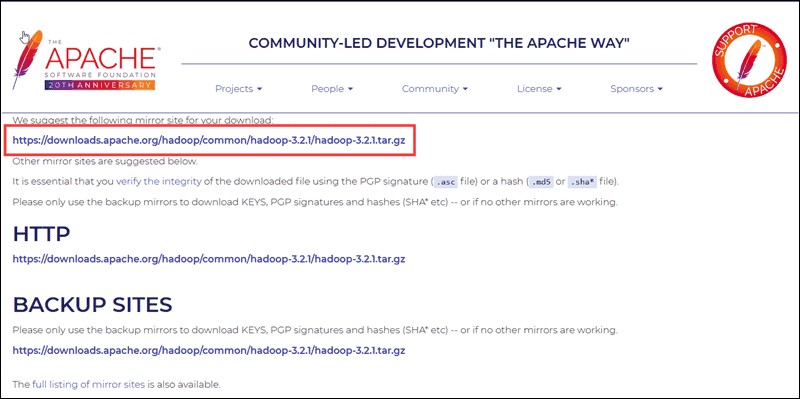 THE
APACHE®
SOFTWARE FOUNDATION
20TH ANNIVERSARY
COMMUNITY-LED DEVELOPMENT "THE APACHE WAY"
Projects People Community License Sponsors
SUPPORT
APACHE
We suggest the following mirror site for your download:
https://downloads.apache.org/hadoop/common/hadoop-3.2.1/hadoop-3.2.1.tar.gz
Other mirror sites are suggested below.
It is essential that you verify the integrity of the downloaded file using the PGP signature ( .asc file) or a hash ( .md5 or .sha* file).
Please only use the backup mirrors to download KEYS, PGP signatures and hashes (SHA* etc) -- or if no other mirrors are working.
HTTP
https://downloads.apache.org/hadoop/common/hadoop-3.2.1/hadoop-3.2.1.tar.gz
BACKUP SITES
Please only use the backup mirrors to download KEYS, PGP signatures and hashes (SHA* etc) -- or if no other mirrors are working.
https://downloads.apache.org/hadoop/common/hadoop-3.2.1/hadoop-3.2.1.tar.gz
The full listing of mirror sites is also available.